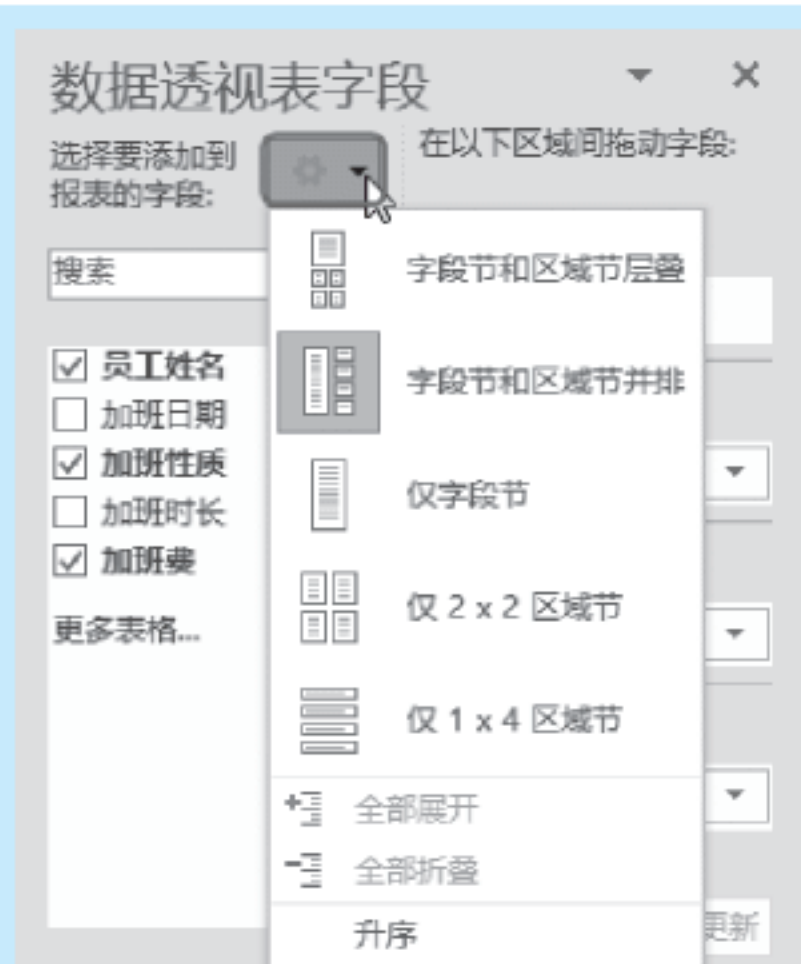 数据透视表字段
选择要添加到
报表的字段:
在以下区域间拖动字段:
搜索
员工姓名
加班日期
加班性质
加班时长
加班费
更多表格...
字段节和区域节层叠
字段节和区域节并排
仅字段节
仅 2 x 2 区域节
仅 1 x 4 区域节
全部展开
全部折叠
升序
更新